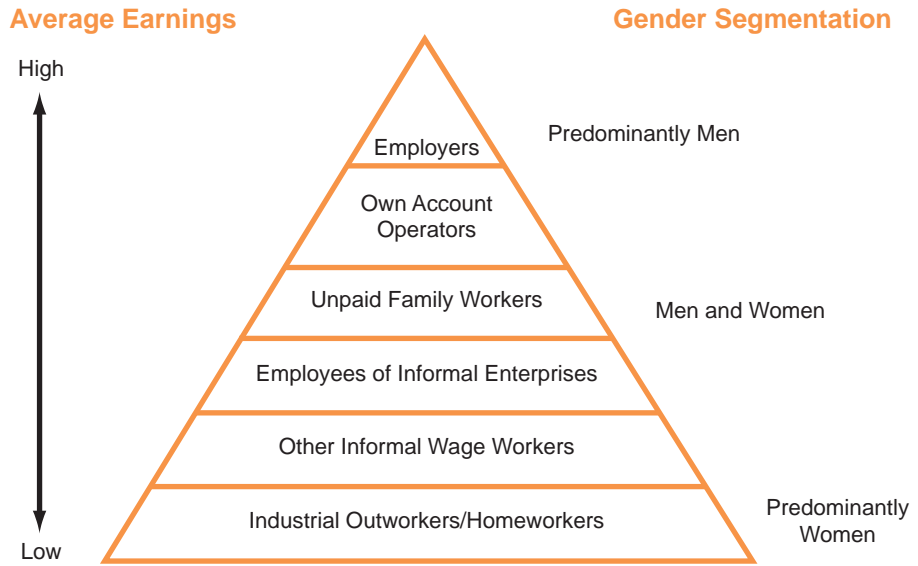 Average Earnings
Gender Segmentation
High
Employers
Predominantly Men
Own Account
Operators
Unpaid Family Workers
Men and Women
Employees of Informal Enterprises
Other Informal Wage Workers
Industrial Outworkers/Homeworkers
Predominantly
Women
Low